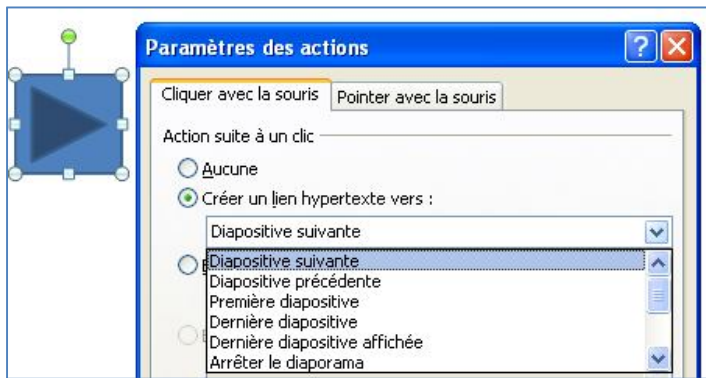 Paramètres des actions
Cliquer avec la souris
Pointer avec la souris
Action suite à un clic
Aucune
Créer un lien hypertexte vers :
Diapositive suivante
Diapositive suivante
Diapositive précédente
Première diapositive
Dernière diapositive
Dernière diapositive affichée
Arrêter le diaporama